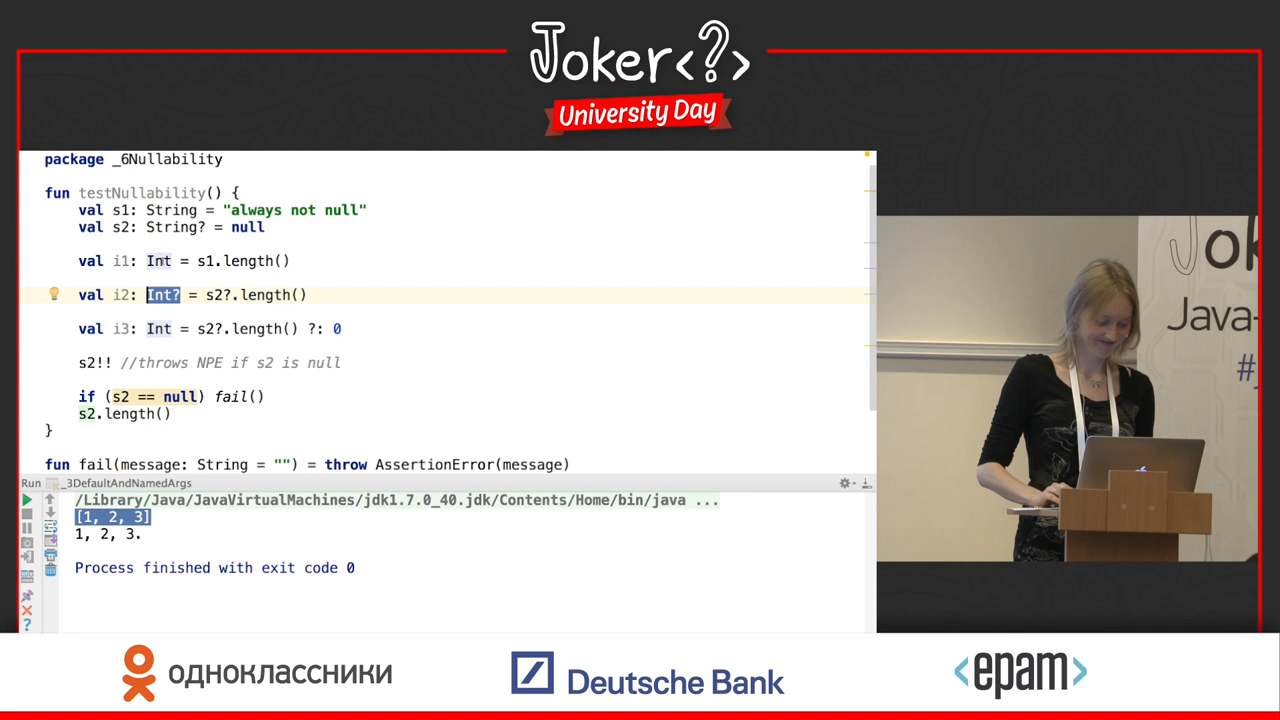 Joker<?>
University Day
package _6Nullability
fun testNullability() {
val s1: String = "always not null"
val s2: String? = null
val i1: Int = s1.length()
val i2: Int? = s2?.length()
val i3: Int = s2?.length() ?: 0
s2!! //throws NPE if s2 is null
if (s2 == null) fail()
s2.length()
}
fun fail(message: String = "") = throw AssertionError(message)
Run _3DefaultAndNamedArgs
/Library/Java/JavaVirtualMachines/jdk1.7.0_40.jdk/Contents/Home/bin/java ...
[1, 2, 3]
1, 2, 3.
Process finished with exit code 0
Jo
Java-
#
одноклассники
Deutsche Bank
<epam>